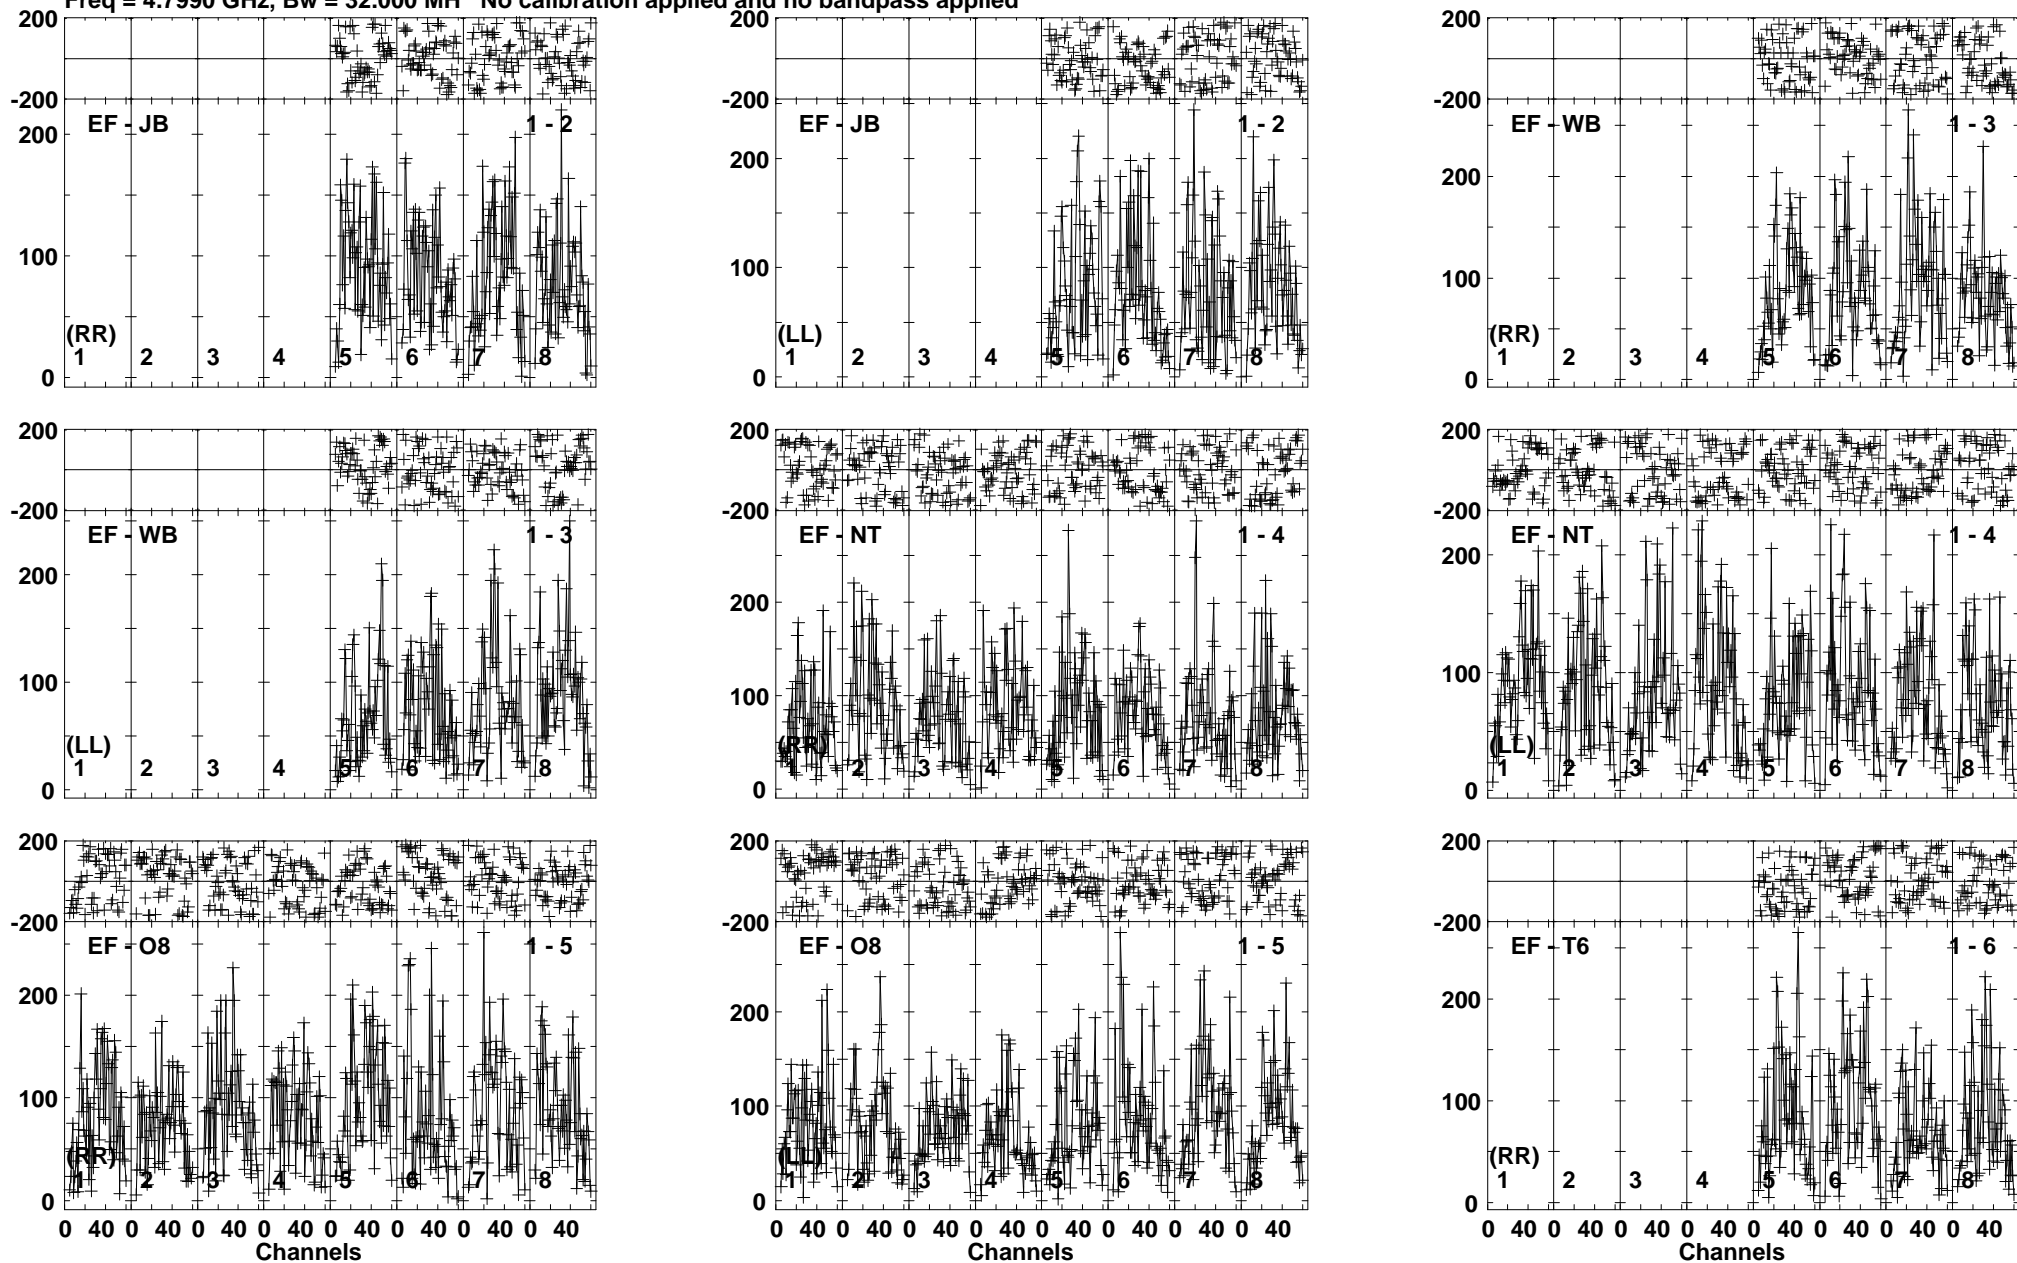 Freq = 4.7990 GHz, Bw = 32.000 MH No calibration applied and no bandpass applied
200 200 200
-200 -200 -200
EF - JB 1 - 2 EF - JB 1 - 2 EF - WB 1 - 3
200 200 200
100 100 100
(RR) (LL) (RR)
1 2 3 4 5 6 7 8 1 2 3 4 5 6 7 8 1 2 3 4 5 6 7 8
0 0 0
200 200 200
-200 -200 -200
EF - WB 1 - 3 EF - NT 1 - 4 EF - NT 1 - 4
200 200 200
100 100 100
(LL) (RR) (LL)
1 2 3 4 5 6 7 8 1 2 3 4 5 6 7 8 1 2 3 4 5 6 7 8
0 0 0
200 200 200
-200 -200 -200
EF - O8 1 - 5 EF - O8 1 - 5 EF - T6 1 - 6
200 200 200
100 100 100
(RR) (LL) (RR)
1 2 3 4 5 6 7 8 1 2 3 4 5 6 7 8 1 2 3 4 5 6 7 8
0 0 0
0 40 0 40 0 40 0 40 0 40 0 40 0 40 0 40 0 40 0 40 0 40 0 40 0 40 0 40 0 40 0 40 0 40 0 40 0 40 0 40 0 40 0 40 0 40 0 40
Channels Channels Channels